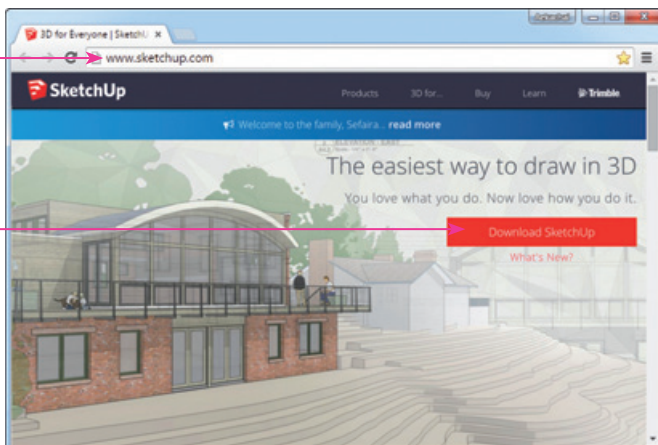 3D for Everyone | SketchU
www.sketchup.com
SketchUp
Products 3D for... Buy Learn Trimble
Welcome to the family, Sefaira... read more
The easiest way to draw in 3D
You love what you do. Now love how you do it.
Download SketchUp
What's New?